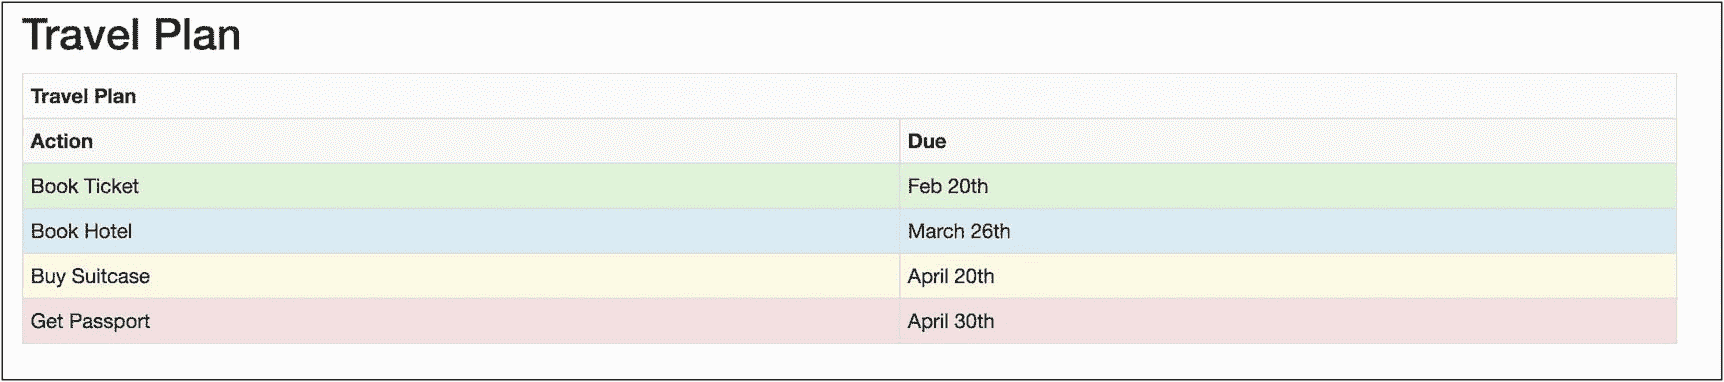 Travel Plan
Travel Plan
Action Due
Book Ticket Feb 20th
Book Hotel March 26th
Buy Suitcase April 20th
Get Passport April 30th